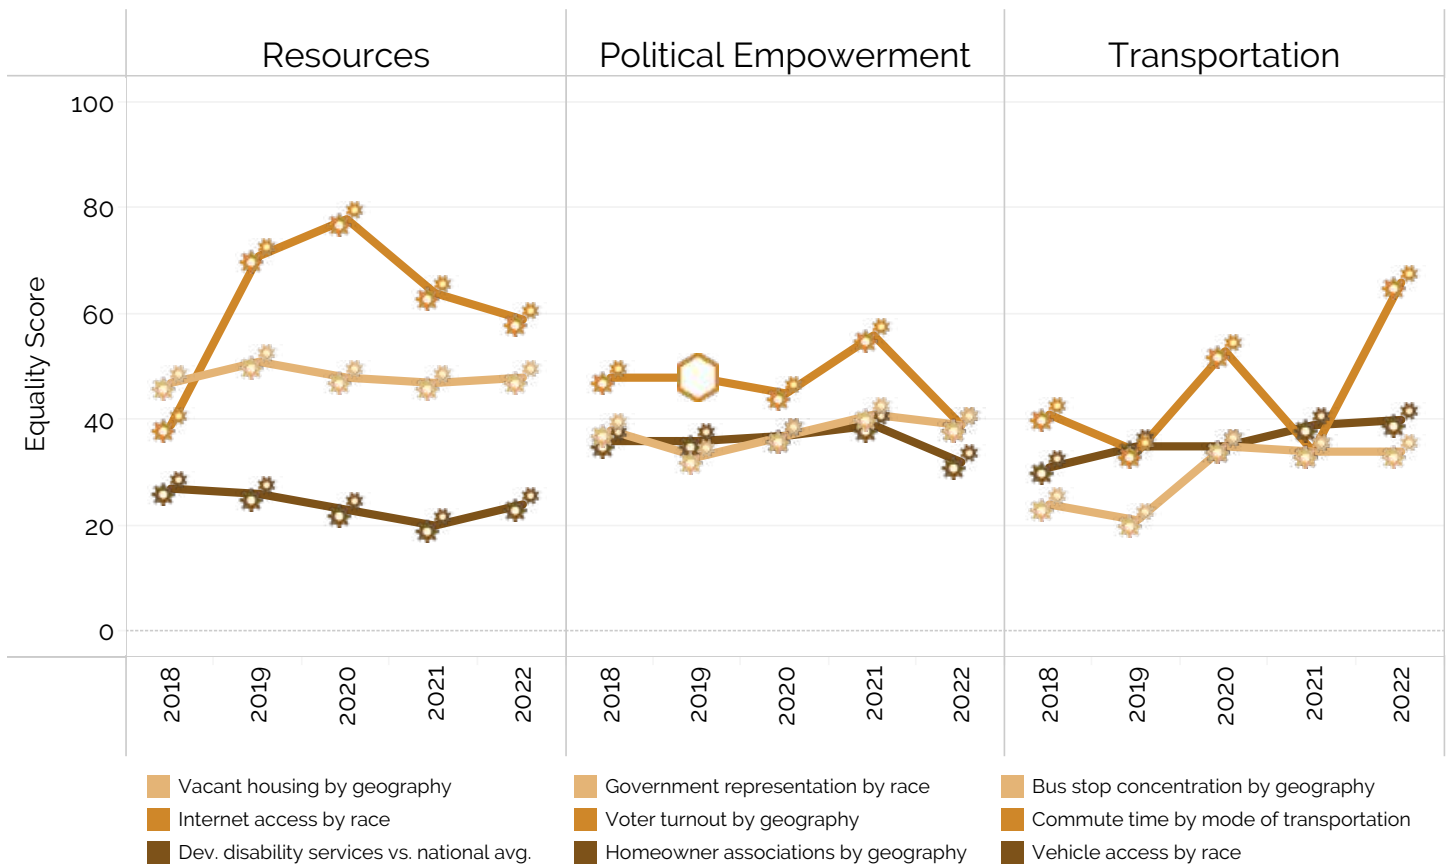 Resources
Political Empowerment
Transportation
Equality Score
100
80
60
40
20
0
2018
2019
2020
2021
2022
2018
2019
2020
2021
2022
2018
2019
2020
2021
2022
Vacant housing by geography
Internet access by race
Dev. disability services vs. national avg.
Government representation by race
Voter turnout by geography
Homeowner associations by geography
Bus stop concentration by geography
Commute time by mode of transportation
Vehicle access by race